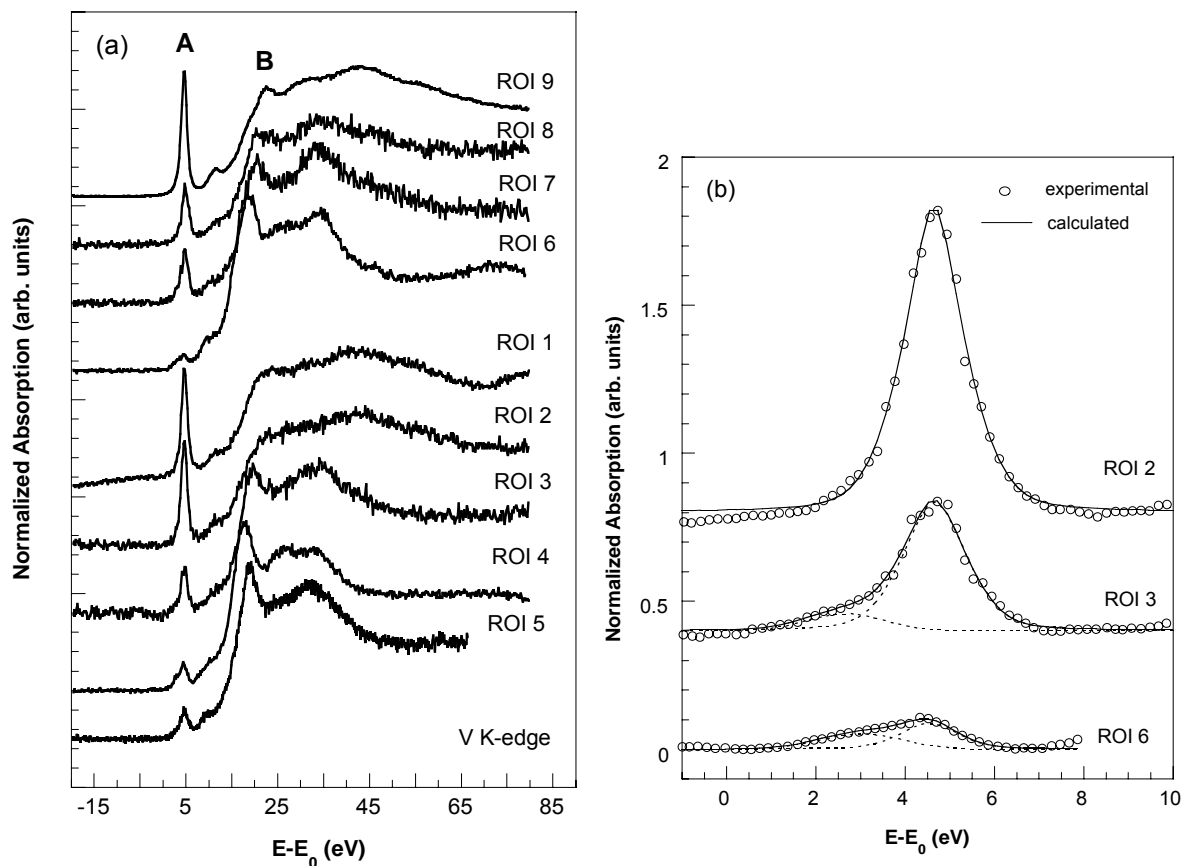 (a)
A
B
ROI 9
ROI 8
ROI 7
ROI 6
ROI 1
ROI 2
ROI 3
ROI 4
ROI 5
V K-edge
Normalized Absorption (arb. units)
-15 5 25 45 65 85
E-E0 (eV)
(b)
experimental
calculated
2
1.5
1
0.5
0
ROI 2
ROI 3
ROI 6
Normalized Absorption (arb. units)
0 2 4 6 8 10
E-E0 (eV)